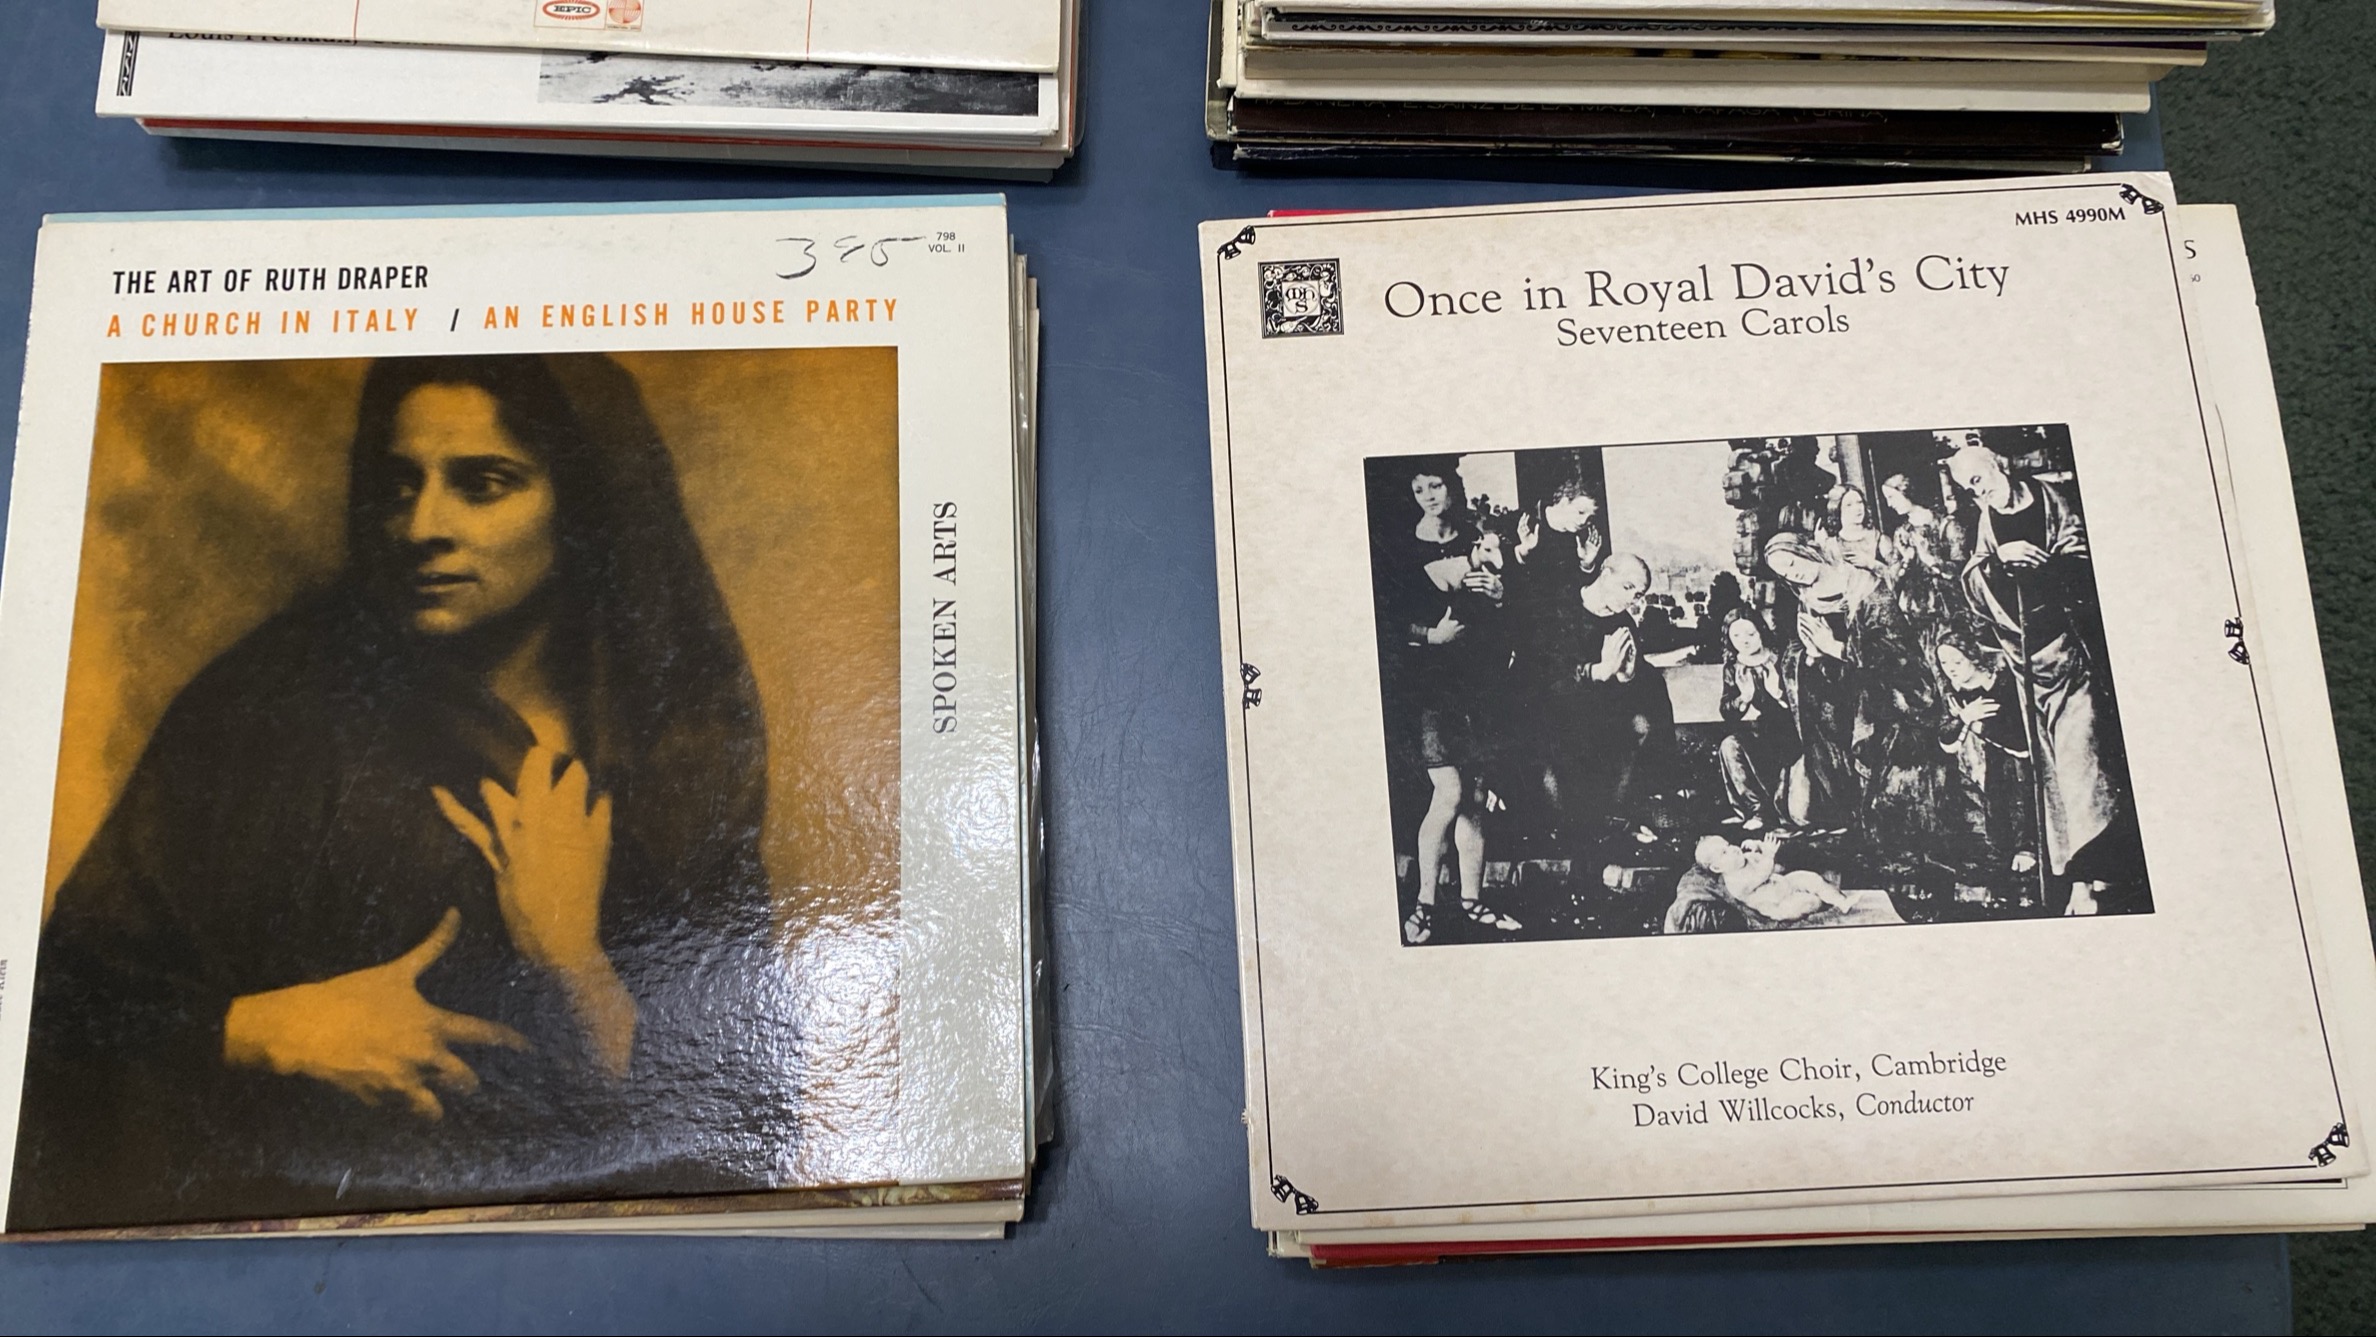 EPIC
THE ART OF RUTH DRAPER
A CHURCH IN ITALY / AN ENGLISH HOUSE PARTY
395
798
VOL. II
SPOKEN ARTS
MHS 4990M
Once in Royal David's City
Seventeen Carols
King's College Choir, Cambridge
David Willcocks, Conductor
S